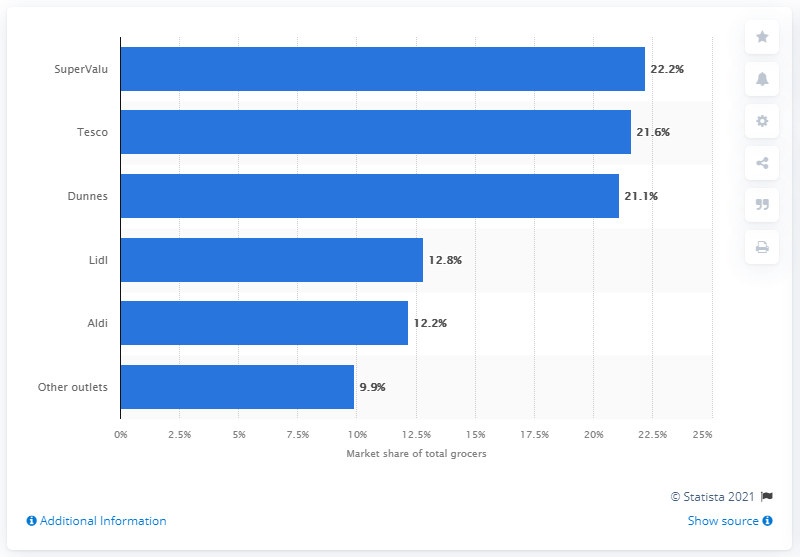 SuperValu 22.2%
Tesco 21.6%
Dunnes 21.1%
Lidl 12.8%
Aldi 12.2%
Other outlets 9.9%
0% 2.5% 5% 7.5% 10% 12.5% 15% 17.5% 20% 22.5% 25%
Market share of total grocers
© Statista 2021
Additional Information Show source